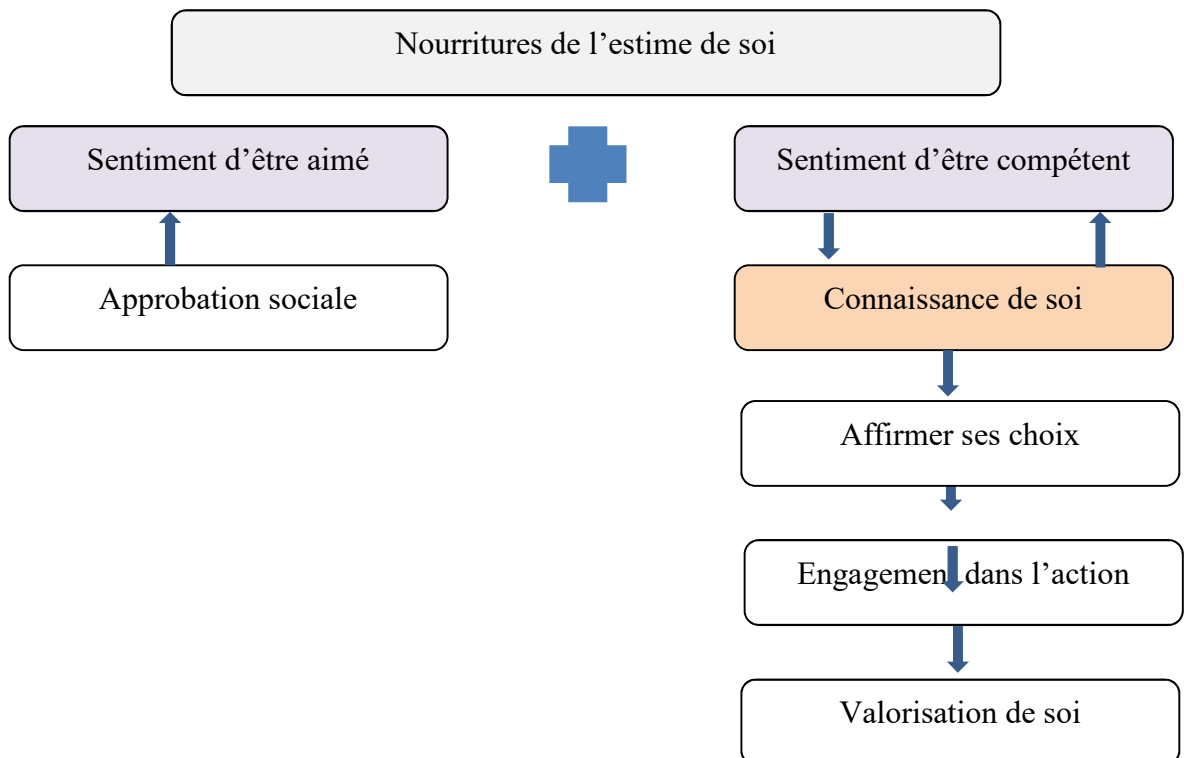 Nourritures de l’estime de soi
Sentiment d’être aimé
Sentiment d’être compétent
Approbation sociale
Connaissance de soi
Affirmer ses choix
Engagement dans l’action
Valorisation de soi